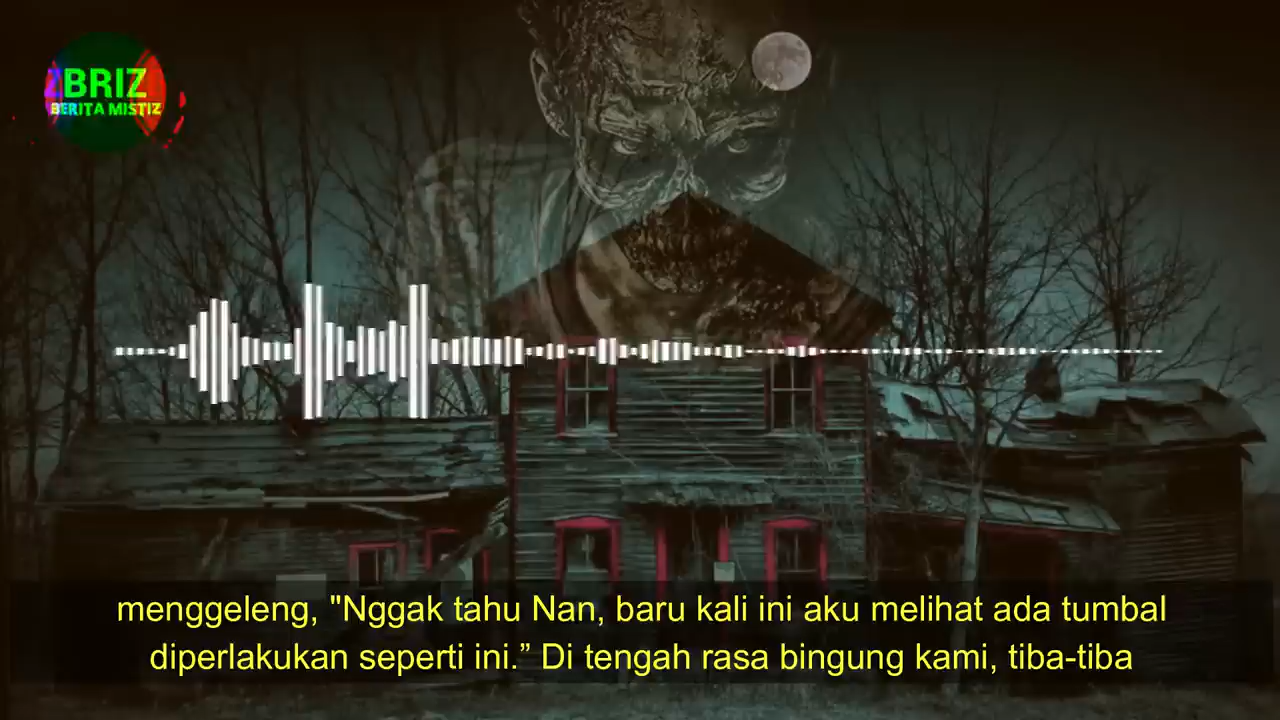 ZBRIZ
BERITA MISTIZ
menggeleng, "Nggak tahu Nan, baru kali ini aku melihat ada tumbal
diperlakukan seperti ini.” Di tengah rasa bingung kami, tiba-tiba